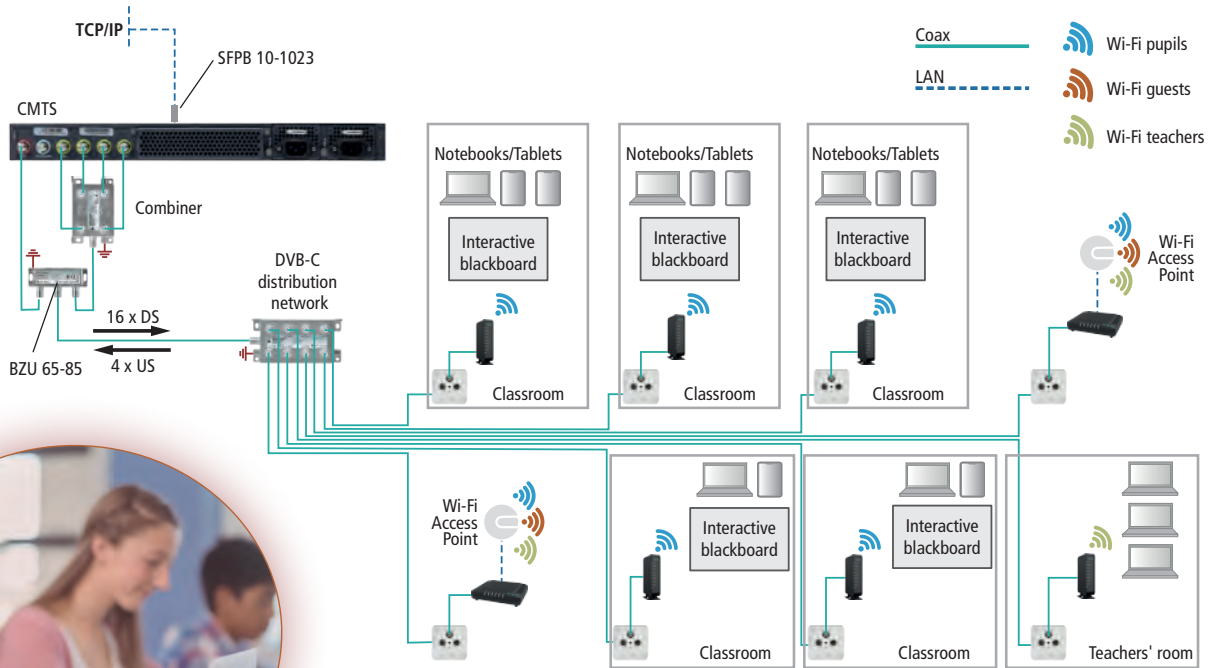 TCP/IP
SFPB 10-1023
CMTS
Combiner
BZU 65-85
16 x DS
4 x US
DVB-C
distribution
network
Coax
LAN
Wi-Fi pupils
Wi-Fi guests
Wi-Fi teachers
Notebooks/Tablets
Interactive
blackboard
Classroom
Notebooks/Tablets
Interactive
blackboard
Classroom
Notebooks/Tablets
Interactive
blackboard
Classroom
Wi-Fi
Access
Point
Wi-Fi
Access
Point
Interactive
blackboard
Classroom
Interactive
blackboard
Classroom
Teachers' room